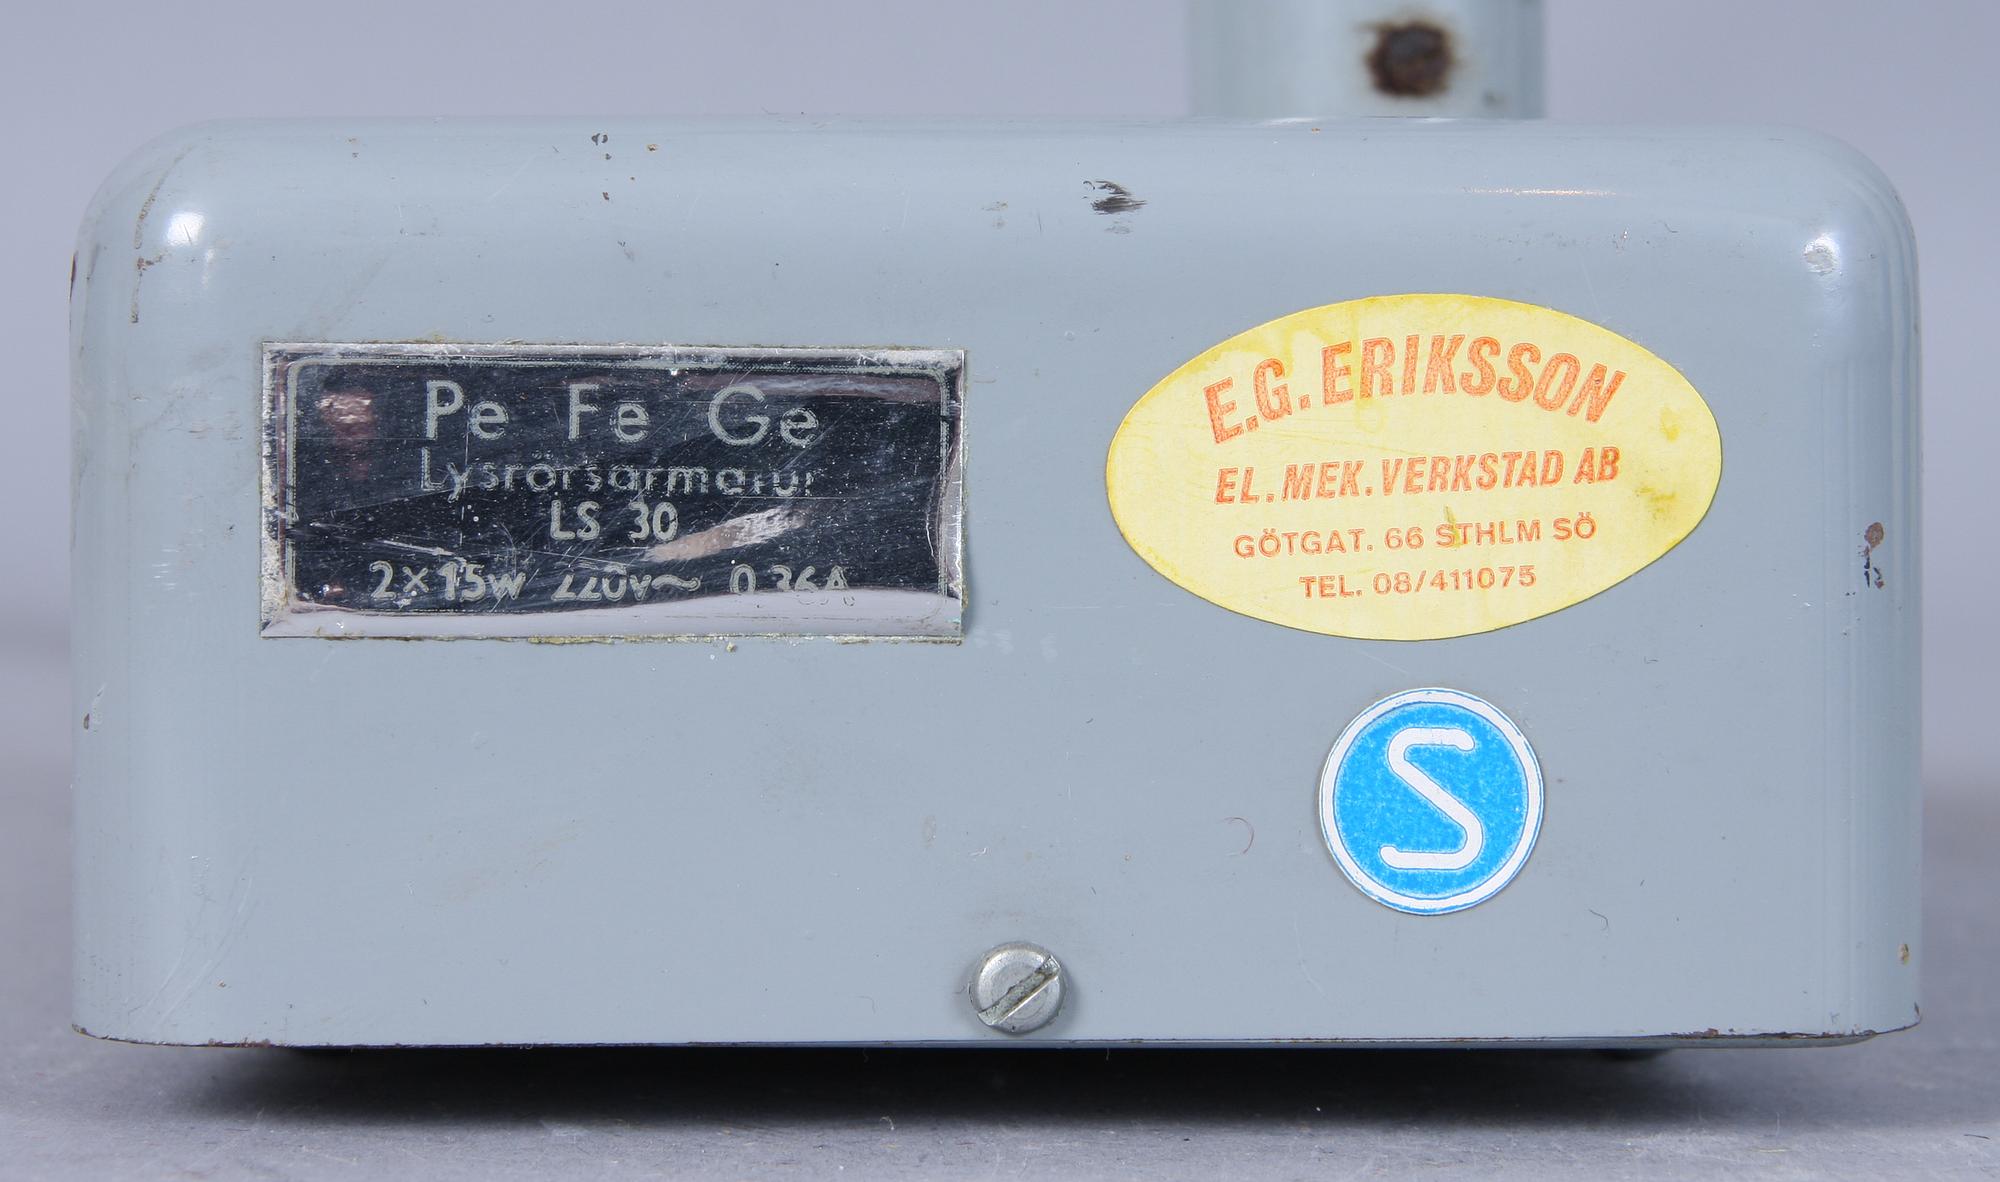 Pe Fe Ge
Lysrörsarmatur
LS 30
2×15W 220V~ 0.36A
E.G. ERIKSSON
EL. MEK. VERKSTAD AB
GÖTGAT. 66 STHLM SÖ
TEL. 08/411075
S